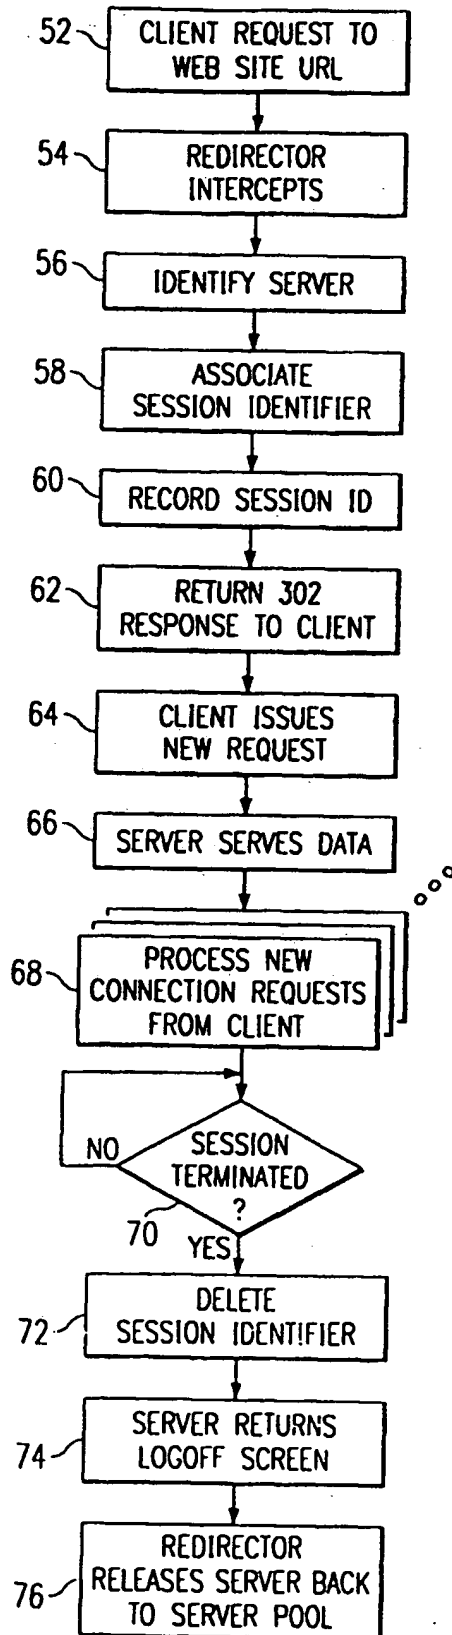 52
CLIENT REQUEST TO
WEB SITE URL
54
REDIRECTOR
INTERCEPTS
56
IDENTIFY SERVER
58
ASSOCIATE
SESSION IDENTIFIER
60
RECORD SESSION ID
62
RETURN 302
RESPONSE TO CLIENT
64
CLIENT ISSUES
NEW REQUEST
66
SERVER SERVES DATA
68
PROCESS NEW
CONNECTION REQUESTS
FROM CLIENT
NO
SESSION
TERMINATED
?
70
YES
72
DELETE
SESSION IDENTIFIER
74
SERVER RETURNS
LOGOFF SCREEN
76
REDIRECTOR
RELEASES SERVER BACK
TO SERVER POOL